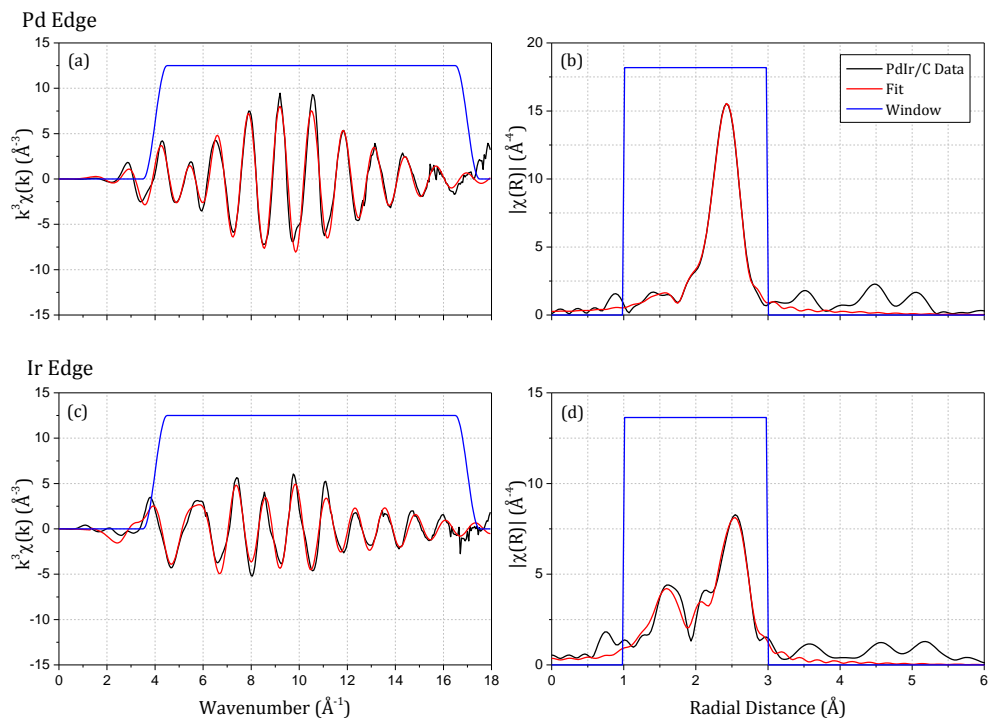 Pd Edge
(a)
15
10
5
0
-5
-10
-15
k³χ(k) (Å⁻³)
(b)
20
15
10
5
0
|χ(R)| (Å⁻⁴)
PdIr/C Data
Fit
Window
Ir Edge
(c)
15
10
5
0
-5
-10
-15
k³χ(k) (Å⁻³)
0 2 4 6 8 10 12 14 16 18
Wavenumber (Å⁻¹)
(d)
20
15
10
5
0
|χ(R)| (Å⁻⁴)
0 1 2 3 4 5 6
Radial Distance (Å)